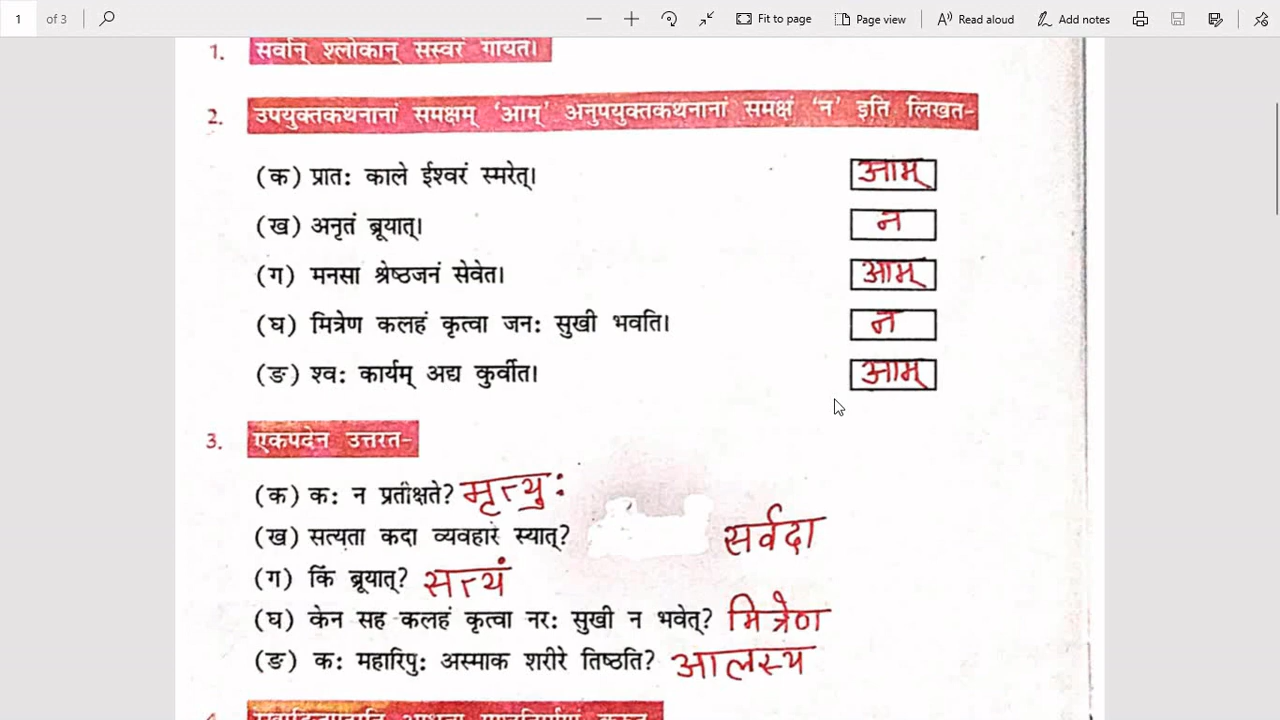 1 of 3 Fit to page Page view Read aloud Add notes
1. सर्वान् श्लोकान् सस्वरं गायत।
2. उपयुक्तकथनानां समक्षम् 'आम्' अनुपयुक्तकथनानां समक्षं 'न' इति लिखत-
(क) प्रातः काले ईश्वरं स्मरेत्। आम्
(ख) अनृतं ब्रूयात्। न
(ग) मनसा श्रेष्ठजनं सेवेत। आम्
(घ) मित्रेण कलहं कृत्वा जनः सुखी भवति। न
(ङ) श्वः कार्यम् अद्य कुर्वीत। आम्
3. एकपदेन उत्तरत-
(क) कः न प्रतीक्षते? मृत्युः
(ख) सत्यता कदा व्यवहारे स्यात्? सर्वदा
(ग) किं ब्रूयात्? सत्यं
(घ) केन सह कलहं कृत्वा नरः सुखी न भवेत्? मित्रेण
(ङ) कः महारिपुः अस्माक शरीरे तिष्ठति? आलस्य